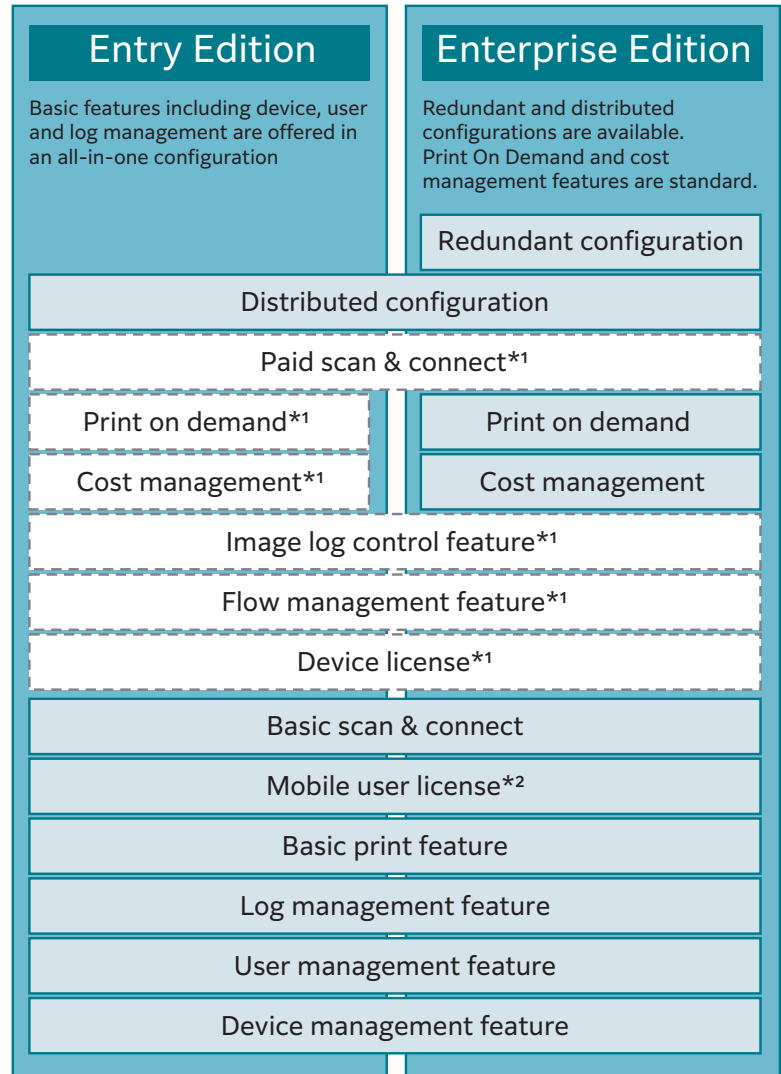 Entry Edition
Basic features including device, user
and log management are offered in
an all-in-one configuration
Enterprise Edition
Redundant and distributed
configurations are available.
Print On Demand and cost
management features are standard.
Redundant configuration
Distributed configuration
Paid scan & connect*¹
Print on demand*¹
Print on demand
Cost management*¹
Cost management
Image log control feature*¹
Flow management feature*¹
Device license*¹
Basic scan & connect
Mobile user license*²
Basic print feature
Log management feature
User management feature
Device management feature